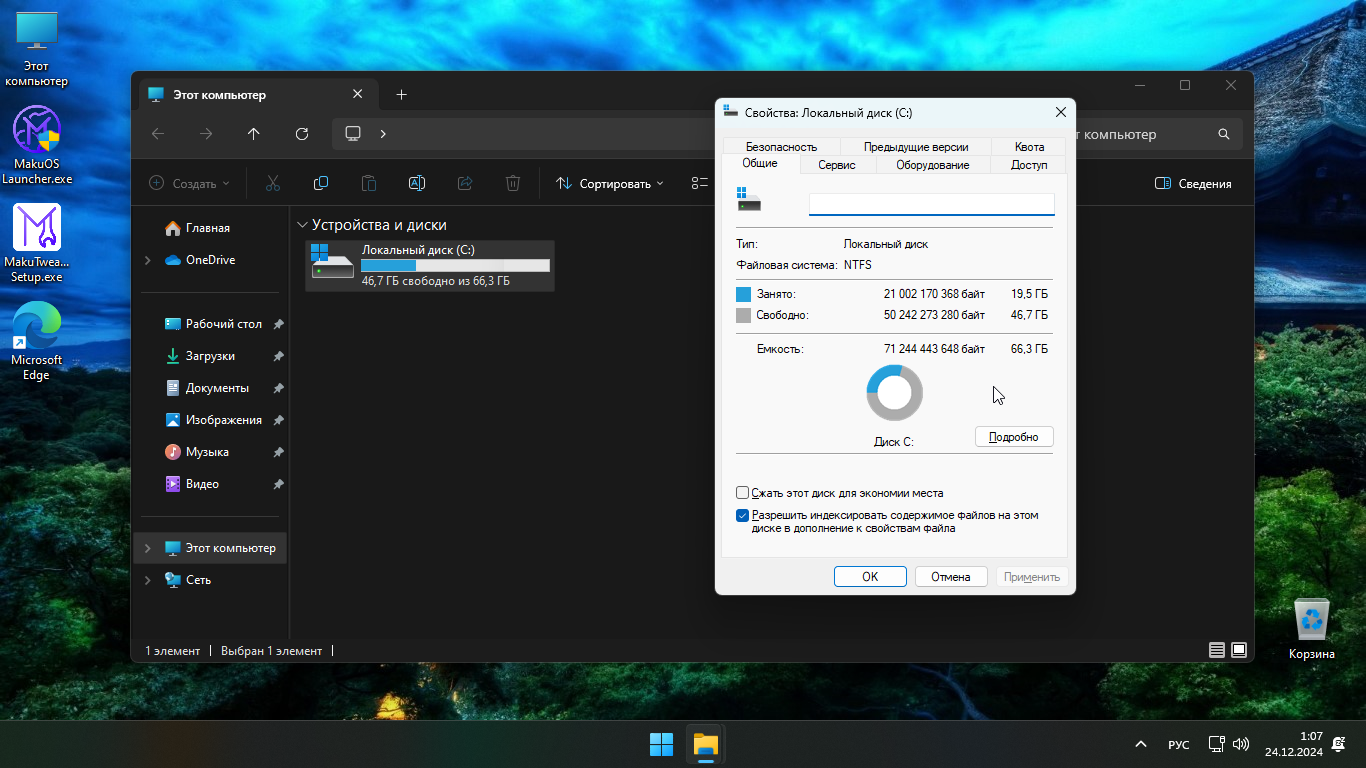 Этот
компьютер
MakuOS
Launcher.exe
MakuTwea...
Setup.exe
Microsoft
Edge
Этот компьютер
т компьютер
Создать
Сортировать
Сведения
Главная
OneDrive
Рабочий стол
Загрузки
Документы
Изображения
Музыка
Видео
Этот компьютер
Сеть
Устройства и диски
Локальный диск (C:)
46,7 ГБ свободно из 66,3 ГБ
1 элемент
Выбран 1 элемент
Свойства: Локальный диск (C:)
Безопасность Предыдущие версии Квота
Общие Сервис Оборудование Доступ
Тип: Локальный диск
Файловая система: NTFS
Занято: 21 002 170 368 байт 19,5 ГБ
Свободно: 50 242 273 280 байт 46,7 ГБ
Емкость: 71 244 443 648 байт 66,3 ГБ
Диск C:
Подробно
Сжать этот диск для экономии места
Разрешить индексировать содержимое файлов на этом
диске в дополнение к свойствам файла
OK Отмена Применить
Корзина
РУС
1:07
24.12.2024